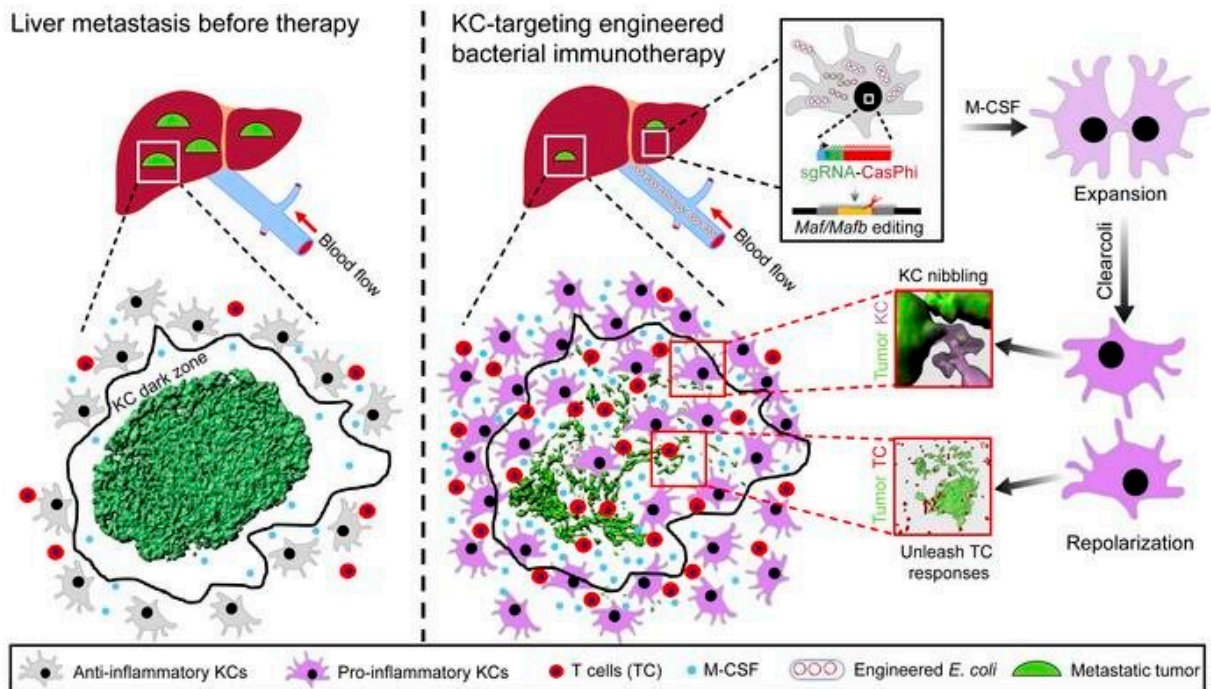 Liver metastasis before therapy
Blood flow
KC dark zone
KC-targeting engineered
bacterial immunotherapy
Blood flow
sgRNA-CasPhi
Maf/Mafb editing
M-CSF
Expansion
Clearcoli
KC nibbling
Tumor KC
Tumor TC
Unleash TC
responses
Repolarization
Anti-inflammatory KCs
Pro-inflammatory KCs
T cells (TC)
M-CSF
Engineered E. coli
Metastatic tumor